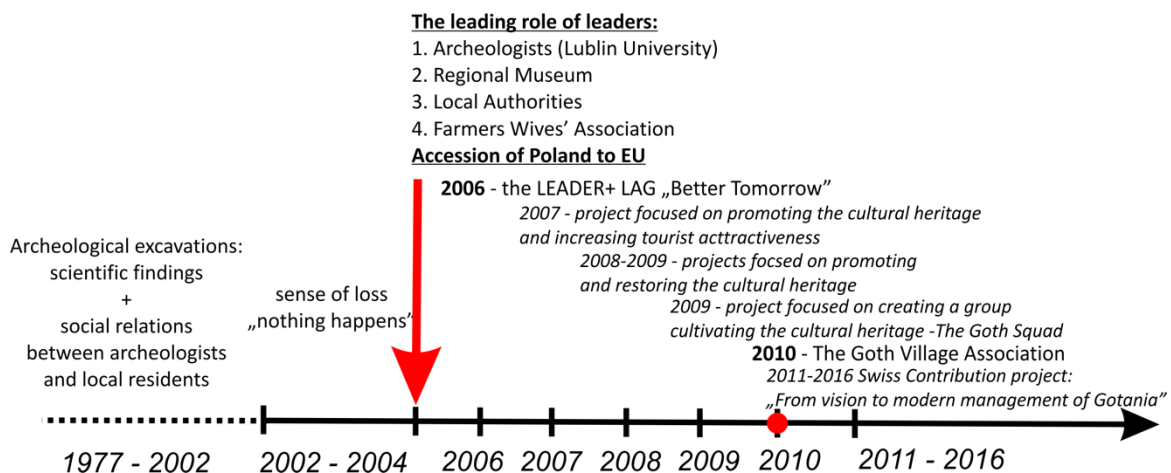 The leading role of leaders:
1. Archeologists (Lublin University)
2. Regional Museum
3. Local Authorities
4. Farmers Wives' Association
Accession of Poland to EU
2006 - the LEADER+ LAG „Better Tomorrow"
2007 - project focused on promoting the cultural heritage
and increasing tourist acttractiveness
2008-2009 - projects focsed on promoting
and restoring the cultural heritage
2009 - project focused on creating a group
cultivating the cultural heritage -The Goth Squad
2010 - The Goth Village Association
2011-2016 Swiss Contribution project:
„From vision to modern management of Gotania"
Archeological excavations:
scientific findings
+
social relations
between archeologists
and local residents
sense of loss
„nothing happens"
1977 - 2002
2002 - 2004
2006
2007
2008
2009
2010
2011 - 2016